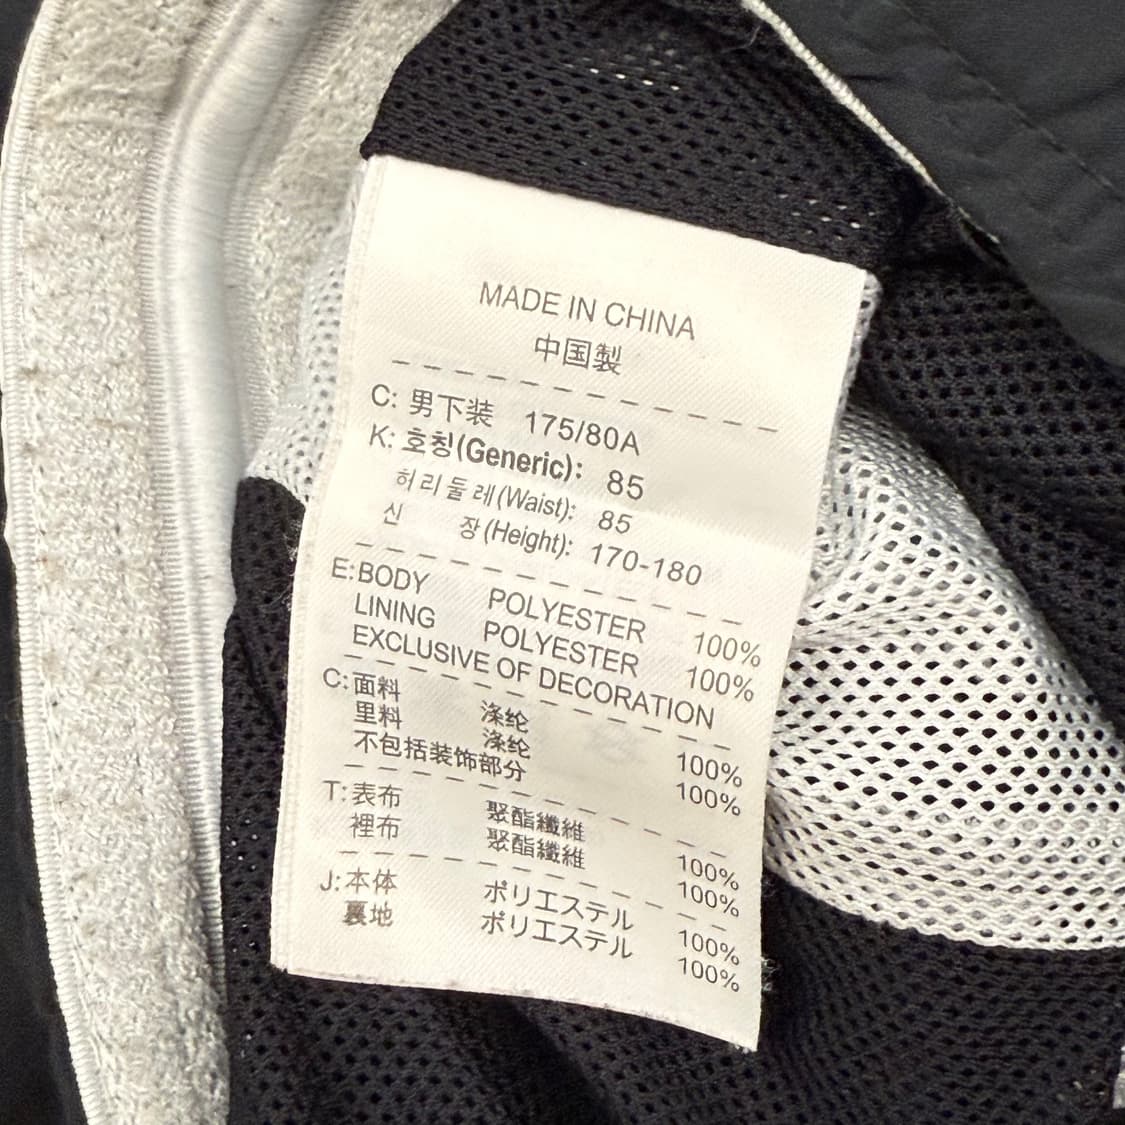 MADE IN CHINA
中国製
C: 男下装 175/80A
K: 호칭(Generic): 85
허리둘레(Waist): 85
신 장(Height): 170-180
E: BODY POLYESTER 100%
LINING POLYESTER 100%
EXCLUSIVE OF DECORATION
C: 面料 涤纶 100%
里料 涤纶 100%
不包括装饰部分
T: 表布 聚酯纖維 100%
裡布 聚酯纖維 100%
J: 本体 ポリエステル 100%
裏地 ポリエステル 100%